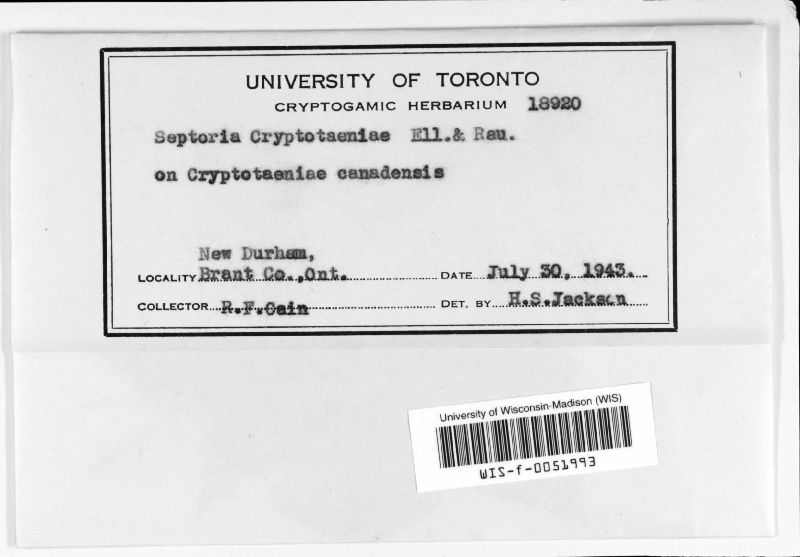 UNIVERSITY OF TORONTO
CRYPTOGAMIC HERBARIUM 18920
Septoria Cryptotaeniae Ell.& Rau.
on Cryptotaeniae canadensis
New Durham,
LOCALITY Brant Co.,Ont. DATE July 30, 1943.
COLLECTOR R.F.Cain DET. BY H.S.Jackson
University of Wisconsin-Madison (WIS)
WIS-f-0051993